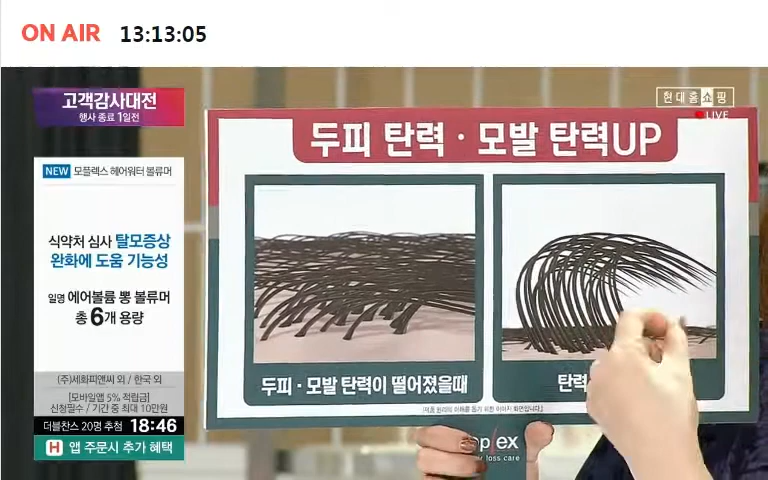 ON AIR 13:13:05
고객감사대전
행사 종료 1일전
현대홈쇼핑
LIVE
두피 탄력 · 모발 탄력UP
NEW 모플렉스 헤어워터 볼류머
식약처 심사 탈모증상
완화에 도움 기능성
일명 에어볼륨 뽕 볼류머
총 6개 용량
두피 · 모발 탄력이 떨어졌을때
탄력
(주)세화피앤씨 외 / 한국 외
[모바일앱 5% 적립금]
신청필수 / 기간 중 최대 10만원
더블찬스 20명 추첨 18:46
H 앱 주문시 추가 혜택
plex
ir loss care